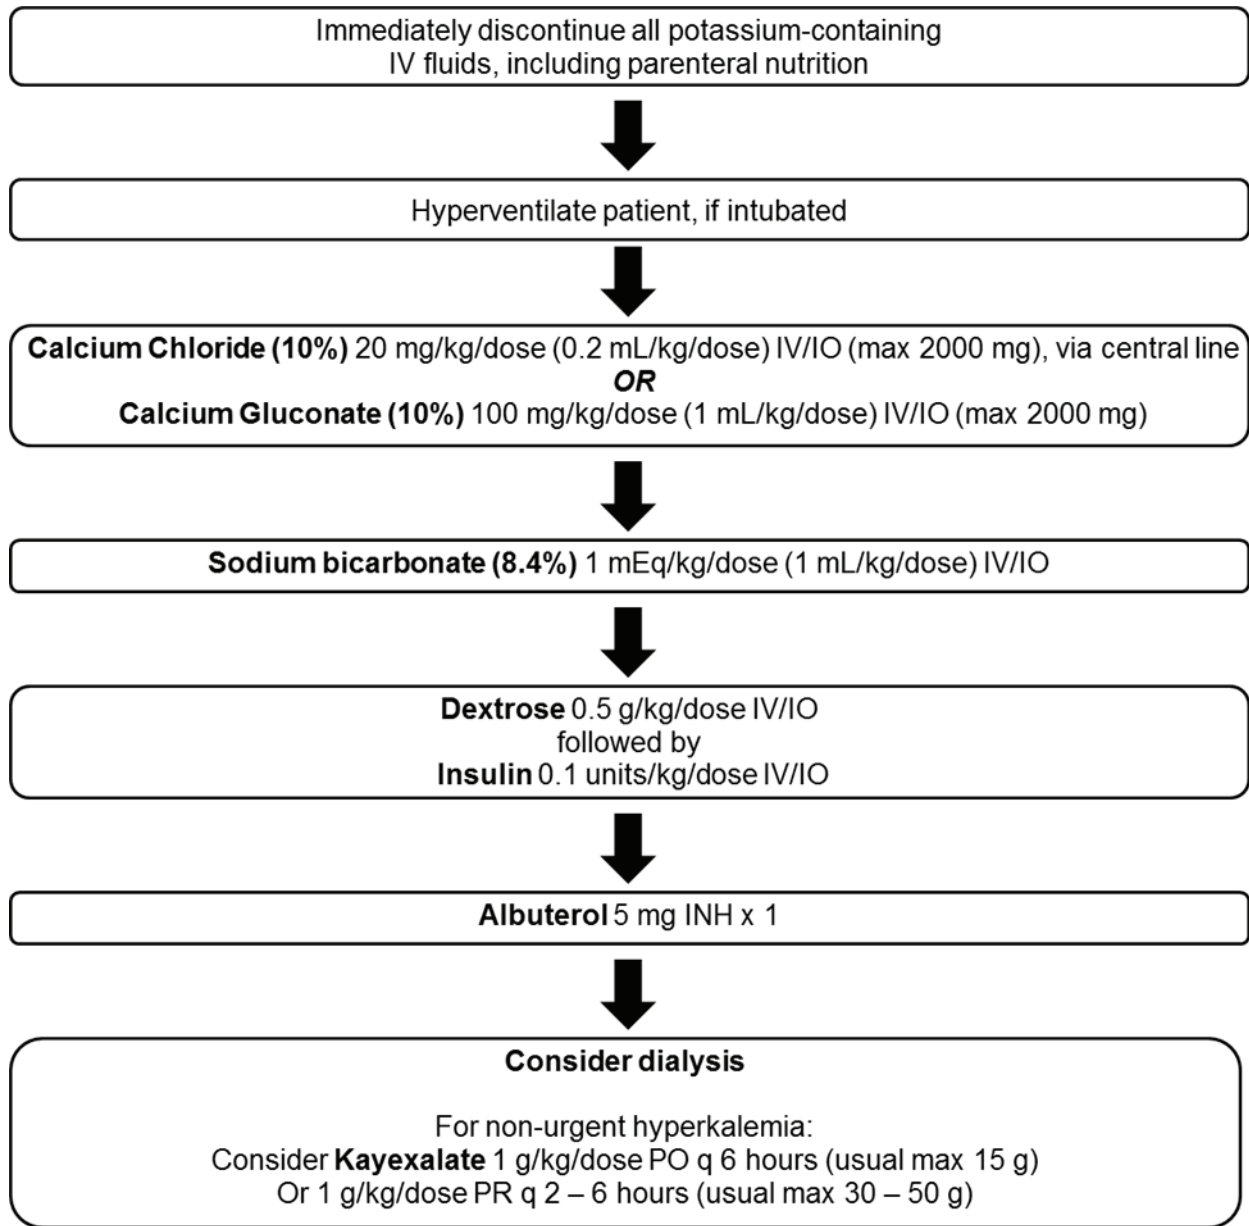 Immediately discontinue all potassium-containing
IV fluids, including parenteral nutrition
Hyperventilate patient, if intubated
Calcium Chloride (10%) 20 mg/kg/dose (0.2 mL/kg/dose) IV/IO (max 2000 mg), via central line
OR
Calcium Gluconate (10%) 100 mg/kg/dose (1 mL/kg/dose) IV/IO (max 2000 mg)
Sodium bicarbonate (8.4%) 1 mEq/kg/dose (1 mL/kg/dose) IV/IO
Dextrose 0.5 g/kg/dose IV/IO
followed by
Insulin 0.1 units/kg/dose IV/IO
Albuterol 5 mg INH x 1
Consider dialysis
For non-urgent hyperkalemia:
Consider Kayexalate 1 g/kg/dose PO q 6 hours (usual max 15 g)
Or 1 g/kg/dose PR q 2 – 6 hours (usual max 30 – 50 g)